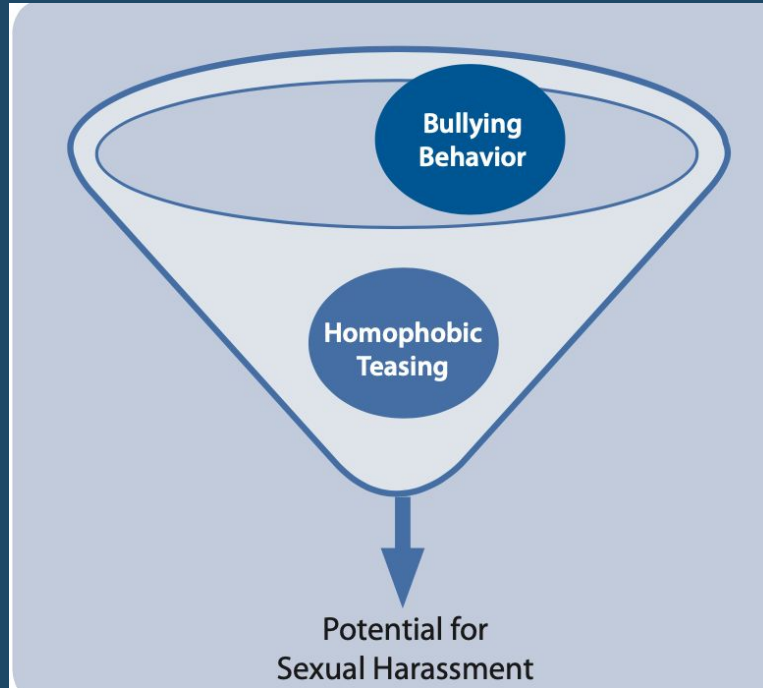 Bullying
Behavior
Homophobic
Teasing
Potential for
Sexual Harassment